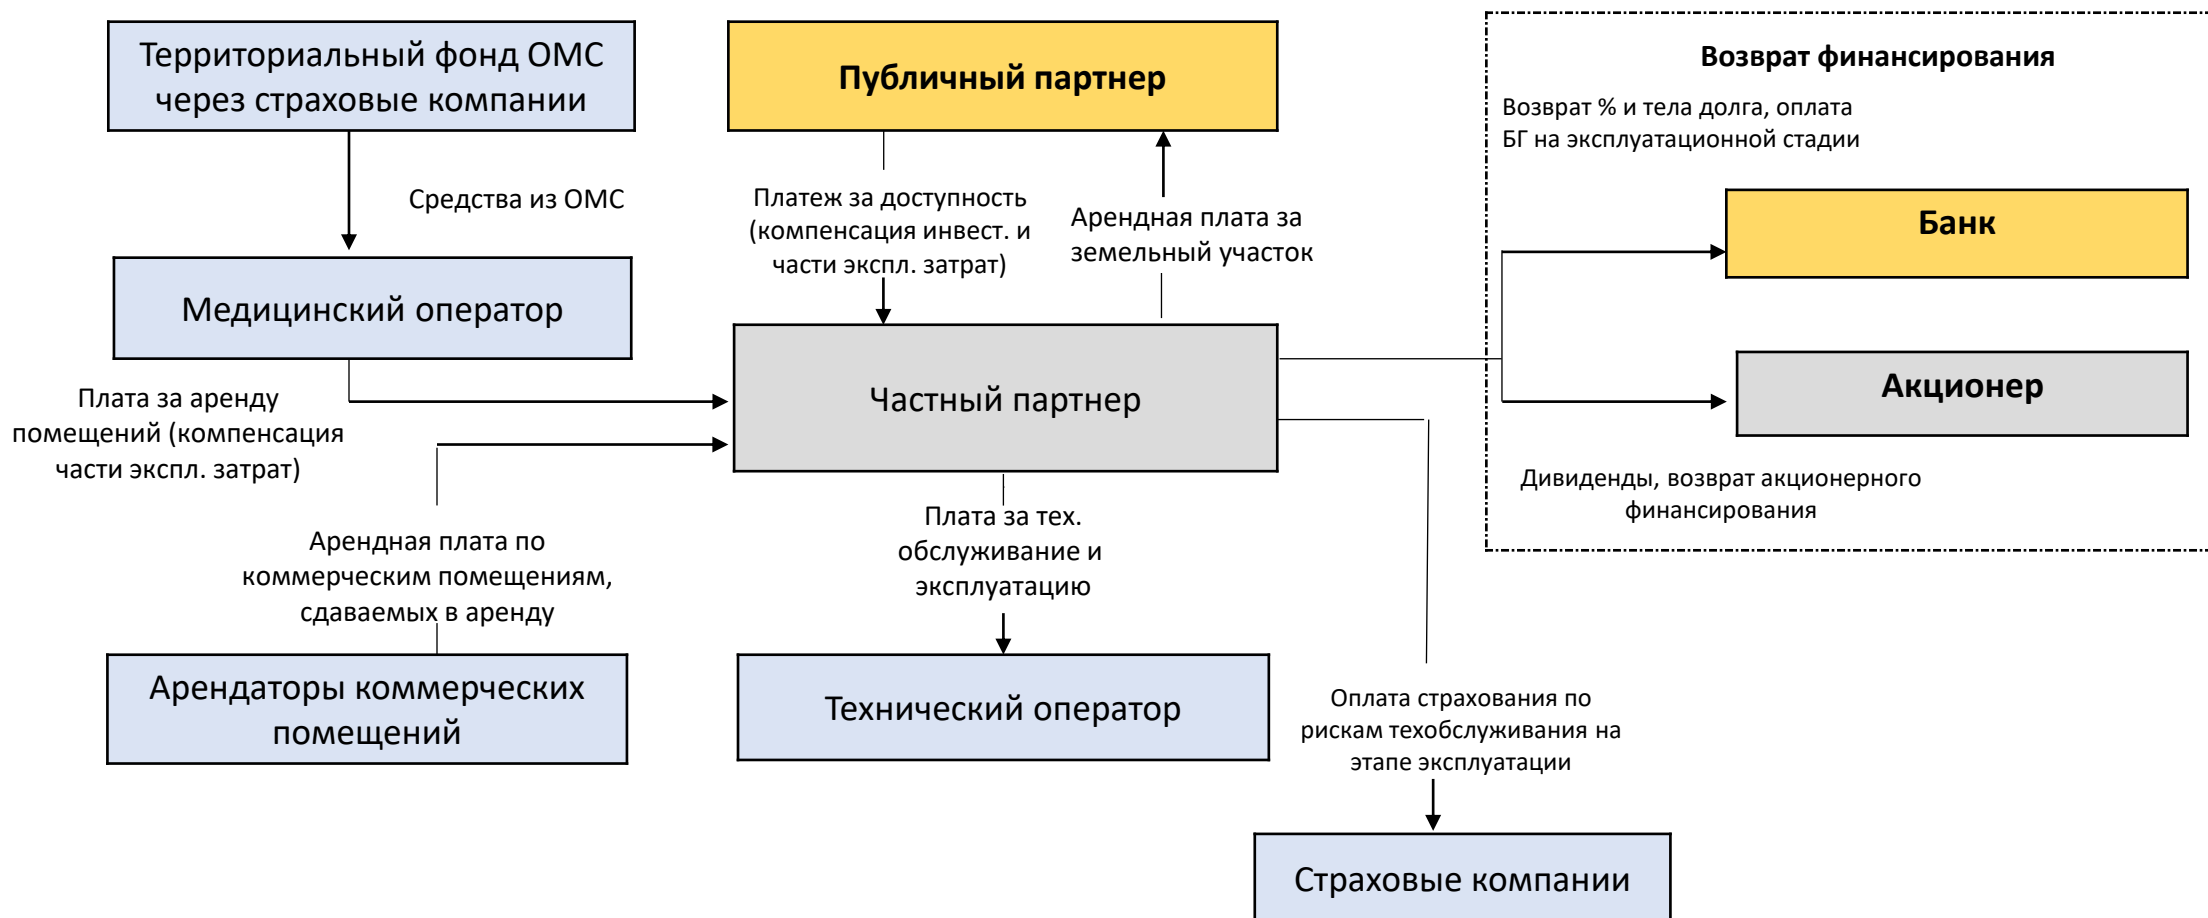 Территориальный фонд ОМС
через страховые компании
Публичный партнер
Возврат финансирования
Возврат % и тела долга, оплата
БГ на эксплуатационной стадии
Средства из ОМС
Платеж за доступность
(компенсация инвест. и
части экспл. затрат)
Арендная плата за
земельный участок
Банк
Медицинский оператор
Частный партнер
Акционер
Плата за аренду
помещений (компенсация
части экспл. затрат)
Дивиденды, возврат акционерного
финансирования
Арендная плата по
коммерческим помещениям,
сдаваемых в аренду
Плата за тех.
обслуживание и
эксплуатацию
Арендаторы коммерческих
помещений
Технический оператор
Оплата страхования по
рискам техобслуживания на
этапе эксплуатации
Страховые компании